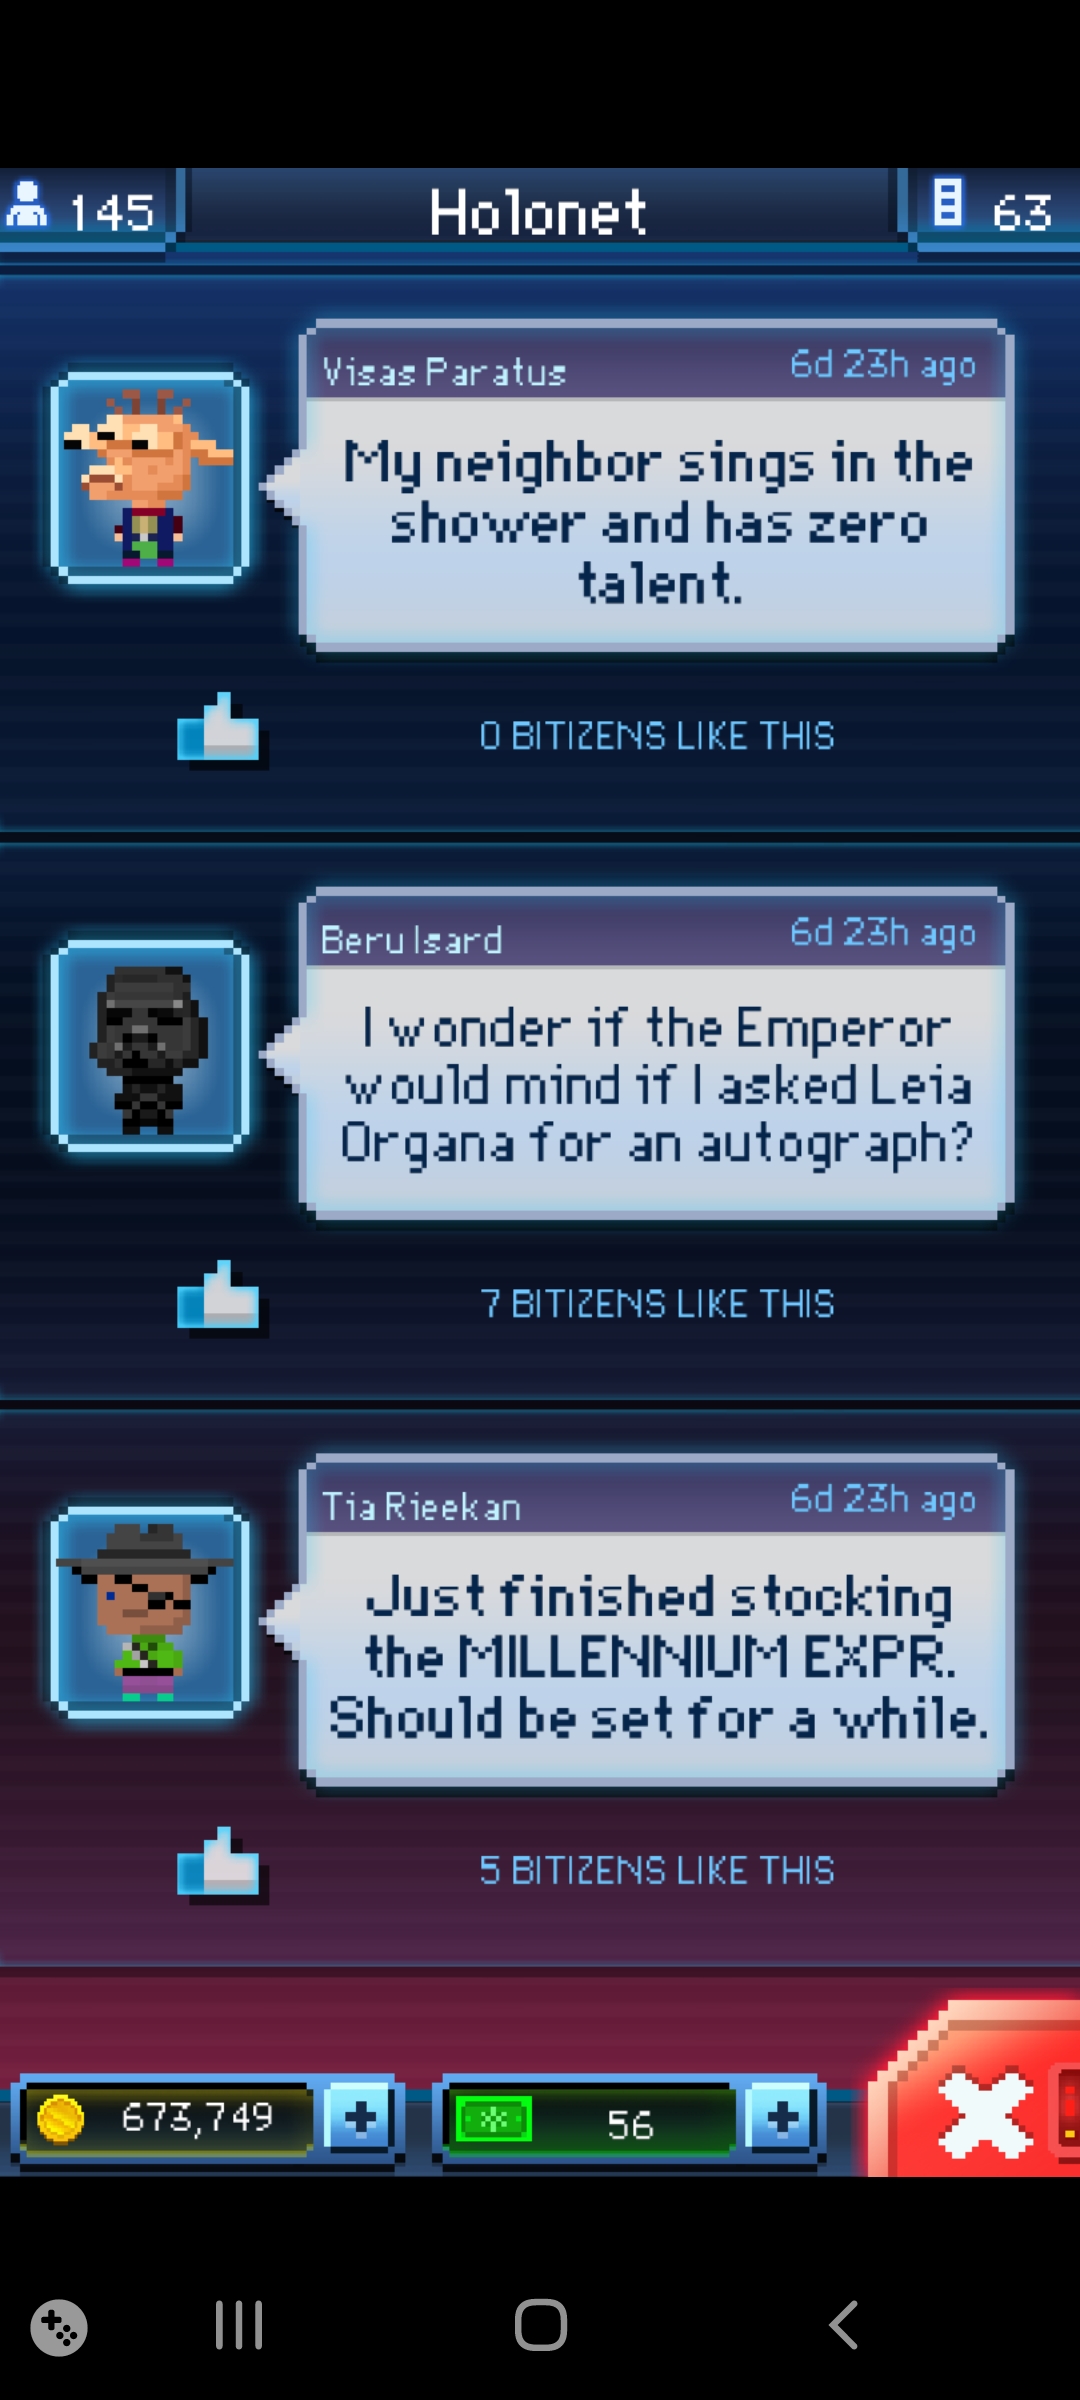 145
Holonet
63
Visas Paratus
6d 23h ago
My neighbor sings in the
shower and has zero
talent.
0 BITIZENS LIKE THIS
Beru Isard
6d 23h ago
I wonder if the Emperor
would mind if I asked Leia
Organa for an autograph?
7 BITIZENS LIKE THIS
Tia Rieekan
6d 23h ago
Just finished stocking
the MILLENNIUM EXPR.
Should be set for a while.
5 BITIZENS LIKE THIS
673,749
56